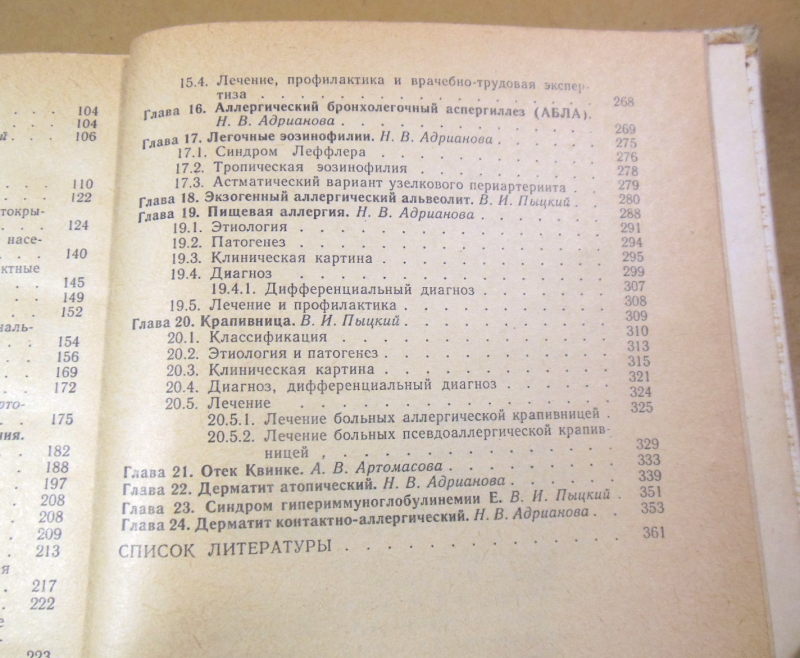 . . . 104
. . . 104
й . . 106
. . 110
. . 122
токры-
. . 124
насе-
. . 140
ктные
. . 145
. . 149
. . 152
наль-
. . 154
. . 156
. . 169
. . 172
рто-
. . 175
ния.
. . 182
. . 188
. . 197
. . 208
. . 208
. . 209
. . 213
я
. . 217
. . 222
е
223
15.4. Лечение, профилактика и врачебно-трудовая экспер-
тиза . . . . . . . . . . 268
Глава 16. Аллергический бронхолегочный аспергиллез (АБЛА).
Н. В. Адрианова . . . . . . . . . . 269
Глава 17. Легочные эозинофилии. Н. В. Адрианова . . . . 275
17.1. Синдром Леффлера . . . . . . . . 276
17.2. Тропическая эозинофилия . . . . . . . 278
17.3. Астматический вариант узелкового периартериита . . 279
Глава 18. Экзогенный аллергический альвеолит. В. И. Пыцкий . 280
Глава 19. Пищевая аллергия. Н. В. Адрианова . . . . . 288
19.1. Этиология . . . . . . . . . . 291
19.2. Патогенез . . . . . . . . . . 294
19.3. Клиническая картина . . . . . . . . 295
19.4. Диагноз . . . . . . . . . . 299
19.4.1. Дифференциальный диагноз . . . . . 307
19.5. Лечение и профилактика . . . . . . . 308
Глава 20. Крапивница. В. И. Пыцкий . . . . . . . 309
20.1. Классификация . . . . . . . . . 310
20.2. Этиология и патогенез . . . . . . . . 313
20.3. Клиническая картина . . . . . . . . 315
20.4. Диагноз, дифференциальный диагноз . . . . . 321
20.5. Лечение . . . . . . . . . . 324
20.5.1. Лечение больных аллергической крапивницей . 325
20.5.2. Лечение больных псевдоаллергической крапив-
ницей , . . . . . . . . . 329
Глава 21. Отек Квинке. А. В. Артомасова . . . . . . 333
Глава 22. Дерматит атопический. Н. В. Адрианова . . . . 339
Глава 23. Синдром гипериммуноглобулинемии Е. В. И. Пыцкий . 351
Глава 24. Дерматит контактно-аллергический. Н. В. Адрианова . . 353
СПИСОК ЛИТЕРАТУРЫ . . . . . . . . . . 361